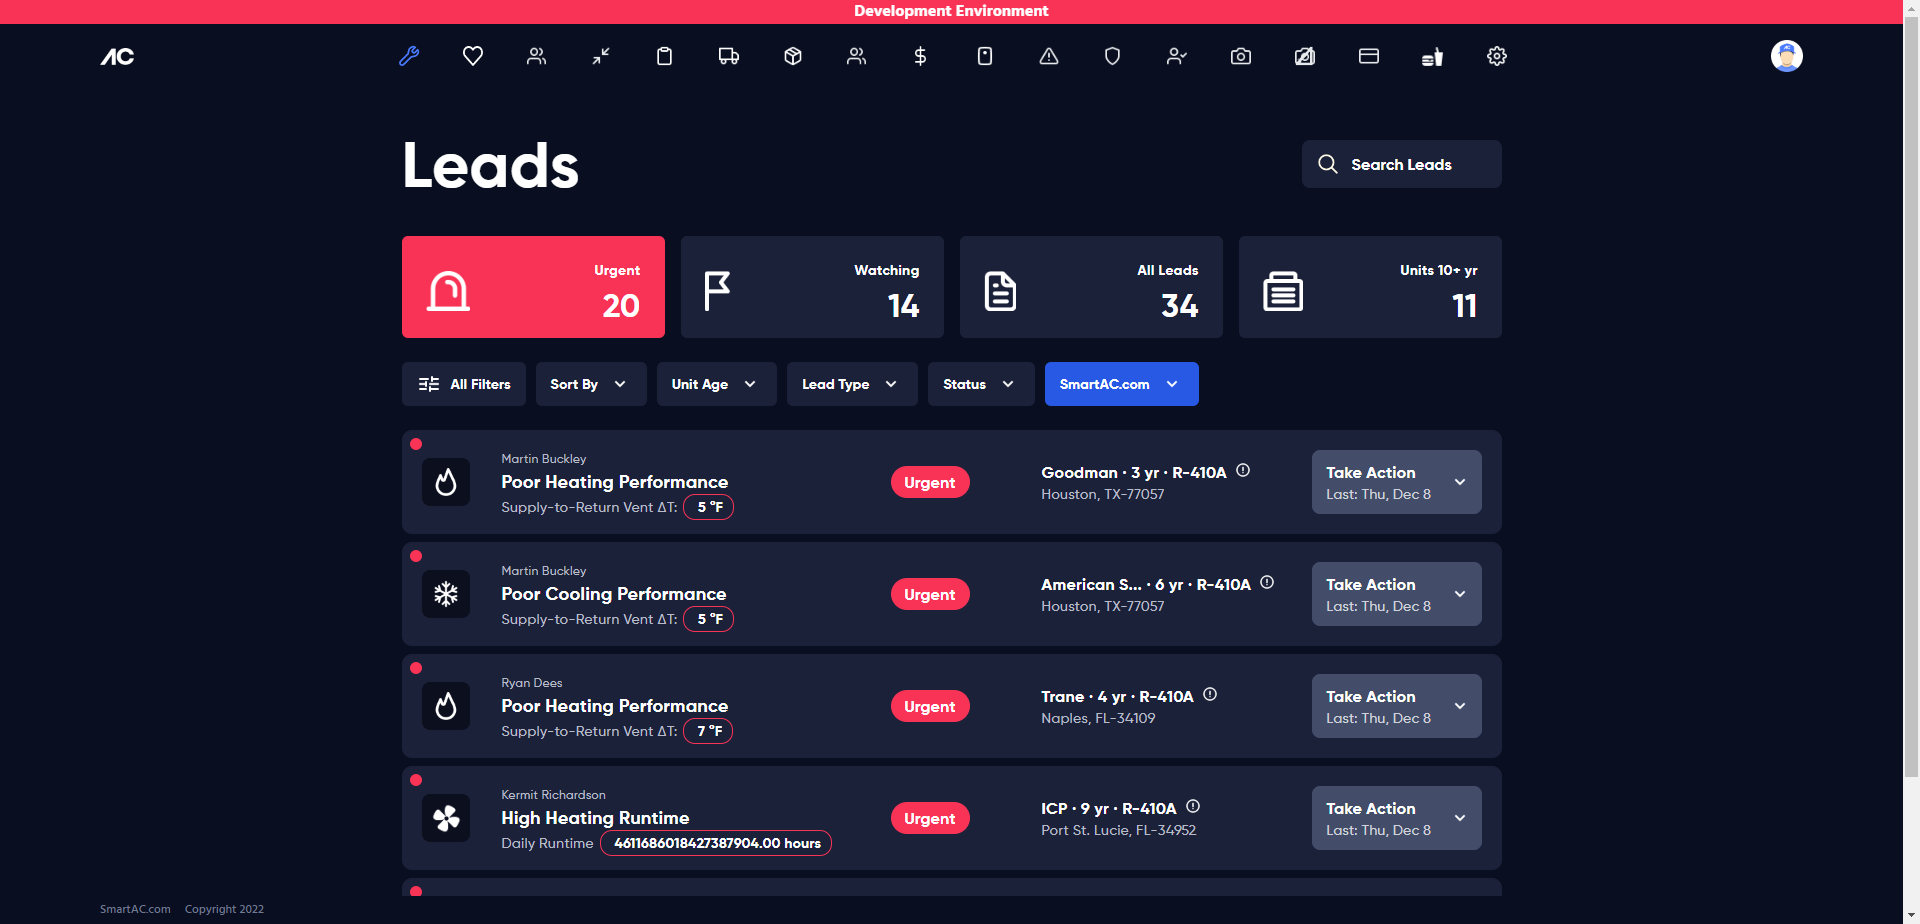 Development Environment
AC
Leads
Search Leads
Urgent
20
Watching
14
All Leads
34
Units 10+ yr
11
All Filters
Sort By
Unit Age
Lead Type
Status
SmartAC.com
Martin Buckley
Poor Heating Performance
Supply-to-Return Vent ΔT: 5 °F
Urgent
Goodman · 3 yr · R-410A
Houston, TX-77057
Take Action
Last: Thu, Dec 8
Martin Buckley
Poor Cooling Performance
Supply-to-Return Vent ΔT: 5 °F
Urgent
American S... · 6 yr · R-410A
Houston, TX-77057
Take Action
Last: Thu, Dec 8
Ryan Dees
Poor Heating Performance
Supply-to-Return Vent ΔT: 7 °F
Urgent
Trane · 4 yr · R-410A
Naples, FL-34109
Take Action
Last: Thu, Dec 8
Kermit Richardson
High Heating Runtime
Daily Runtime 4611686018427387904.00 hours
Urgent
ICP · 9 yr · R-410A
Port St. Lucie, FL-34952
Take Action
Last: Thu, Dec 8
SmartAC.com Copyright 2022